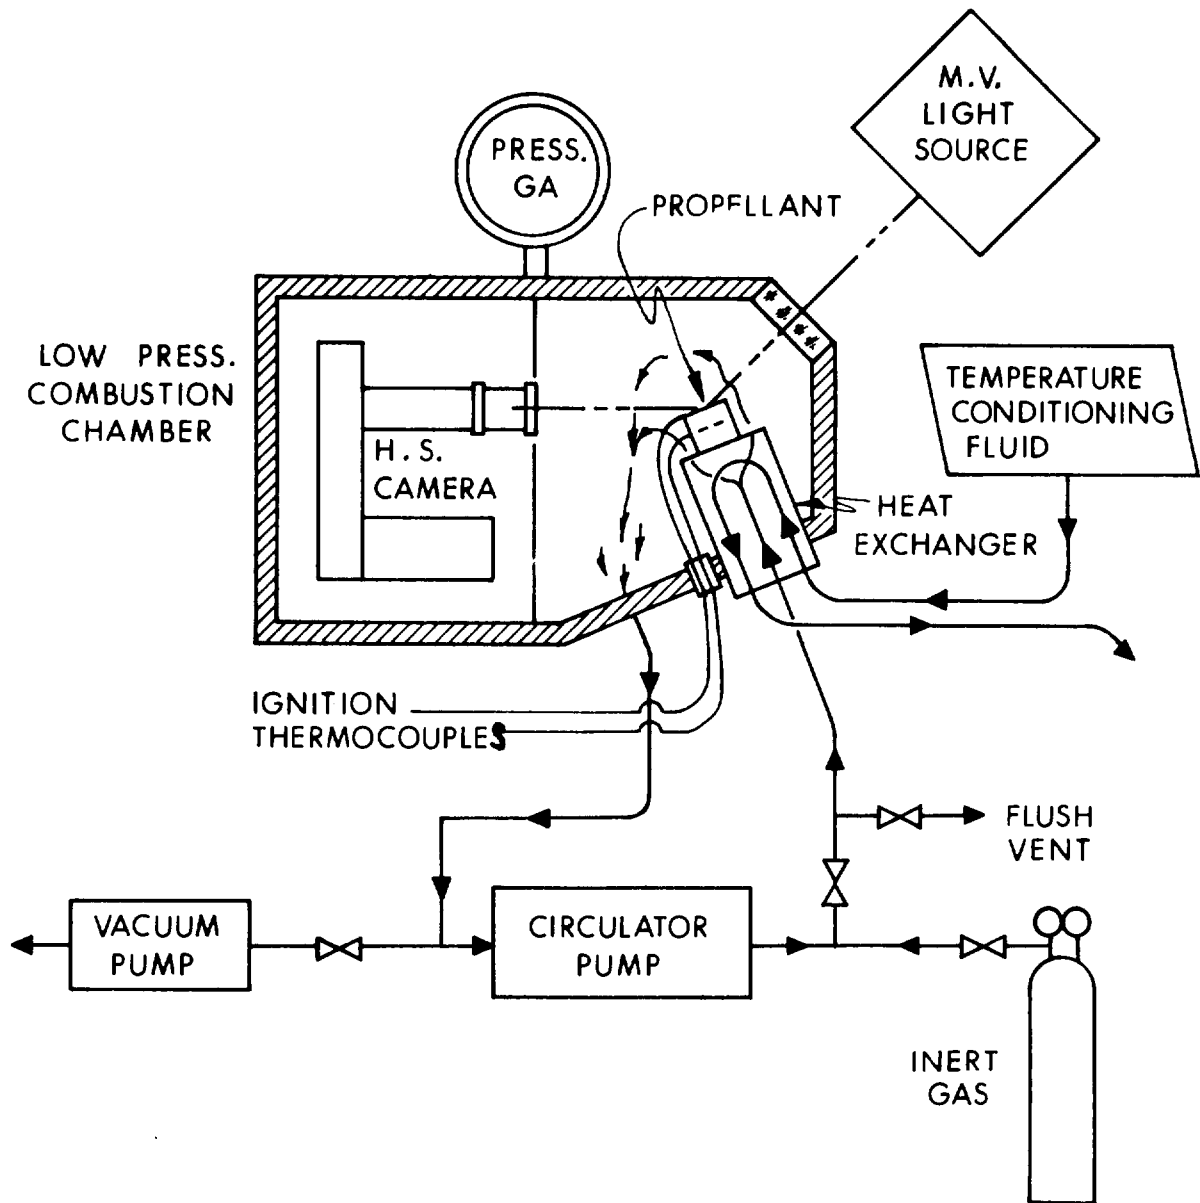 M.V.
LIGHT
SOURCE
PRESS.
GA
PROPELLANT
LOW PRESS.
COMBUSTION
CHAMBER
H.S.
CAMERA
TEMPERATURE
CONDITIONING
FLUID
HEAT
EXCHANGER
IGNITION
THERMOCOUPLES
FLUSH
VENT
VACUUM
PUMP
CIRCULATOR
PUMP
INERT
GAS